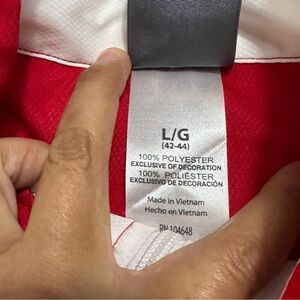 L/G
(42-44)
100% POLYESTER
EXCLUSIVE OF DECORATION
100% POLIÉSTER
EXCLUSIVO DE DECORACIÓN
Made in Vietnam
Hecho en Vietnam
RN 104648